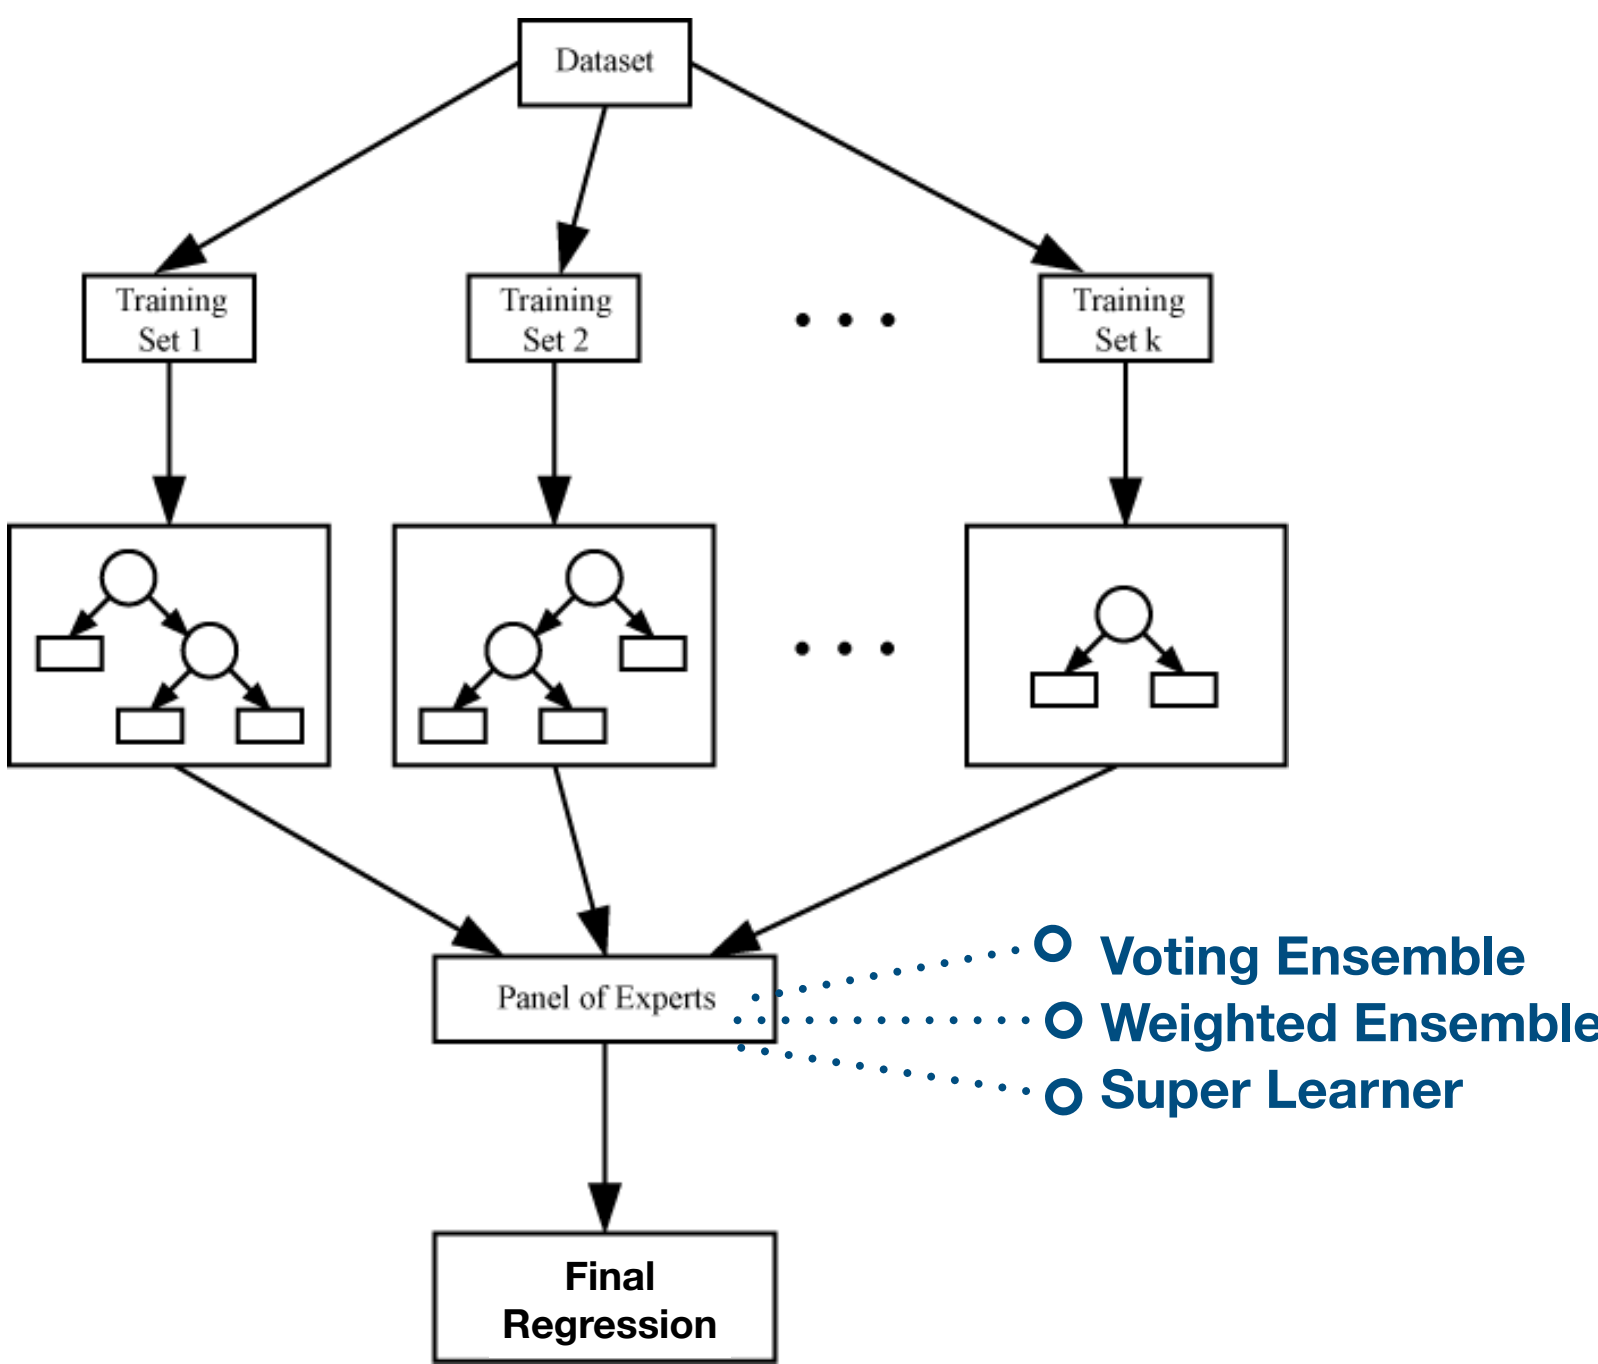 Dataset
Training
Set 1
Training
Set 2
Training
Set k
Panel of Experts
Voting Ensemble
Weighted Ensemble
Super Learner
Final
Regression